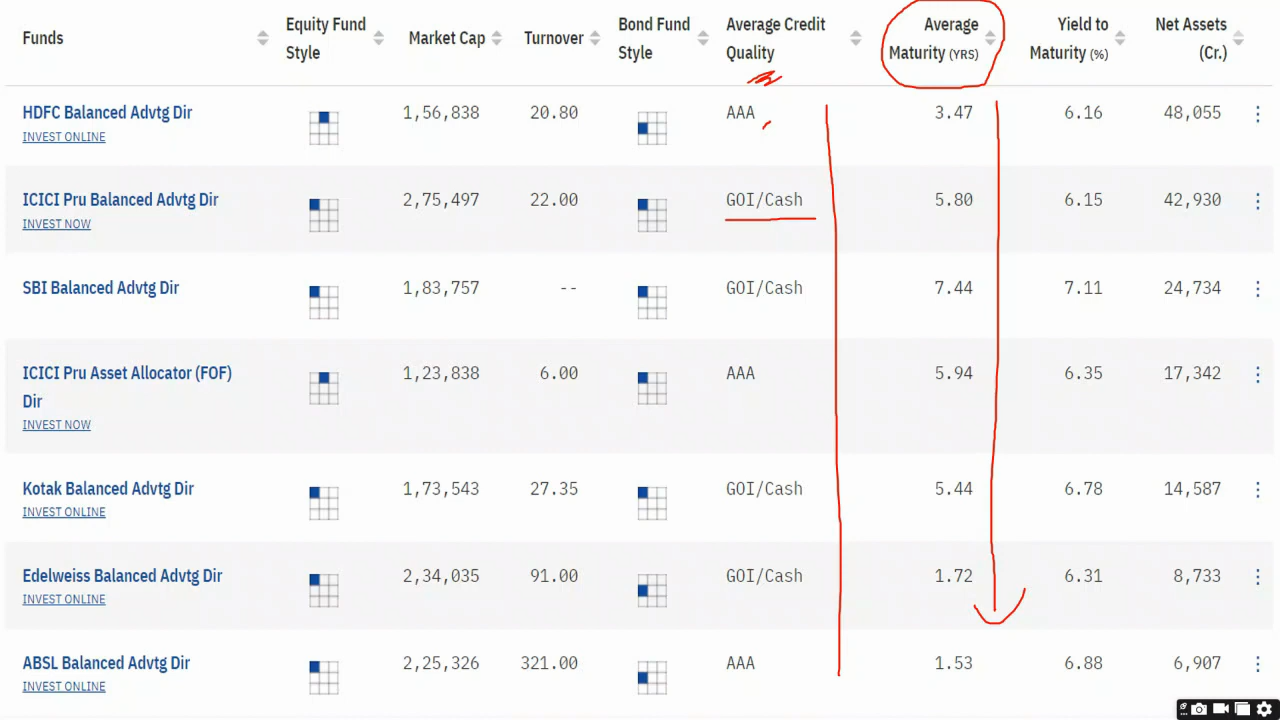 Funds Equity Fund Style Market Cap Turnover Bond Fund Style Average Credit Quality Average Maturity (YRS) Yield to Maturity (%) Net Assets (Cr.)
HDFC Balanced Advtg Dir 1,56,838 20.80 AAA 3.47 6.16 48,055
INVEST ONLINE
ICICI Pru Balanced Advtg Dir 2,75,497 22.00 GOI/Cash 5.80 6.15 42,930
INVEST NOW
SBI Balanced Advtg Dir 1,83,757 -- GOI/Cash 7.44 7.11 24,734
ICICI Pru Asset Allocator (FOF) 1,23,838 6.00 AAA 5.94 6.35 17,342
Dir
INVEST NOW
Kotak Balanced Advtg Dir 1,73,543 27.35 GOI/Cash 5.44 6.78 14,587
INVEST ONLINE
Edelweiss Balanced Advtg Dir 2,34,035 91.00 GOI/Cash 1.72 6.31 8,733
INVEST ONLINE
ABSL Balanced Advtg Dir 2,25,326 321.00 AAA 1.53 6.88 6,907
INVEST ONLINE